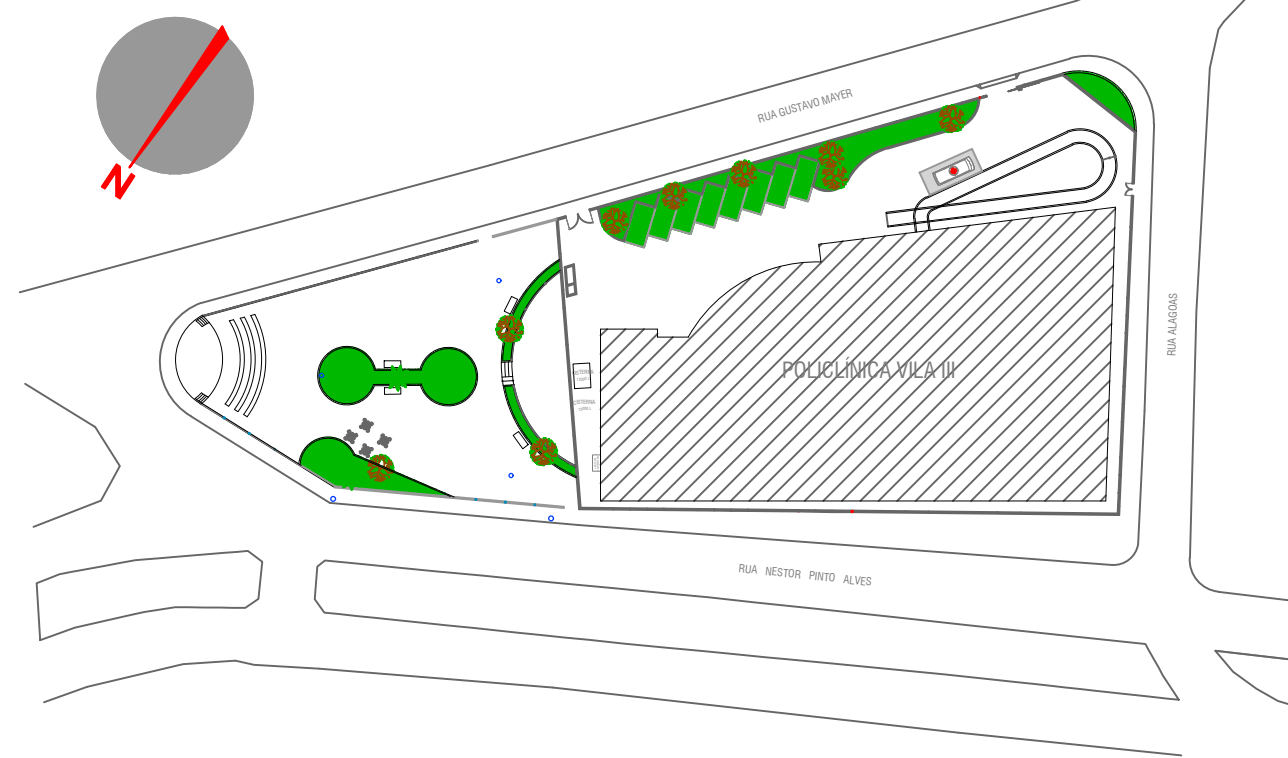 RUA GUSTAVO MAYER
N
RUA ALAGOAS
POLICLÍNICA VILA III
CISTERNA
CISTERNA
RUA NESTOR PINTO ALVES